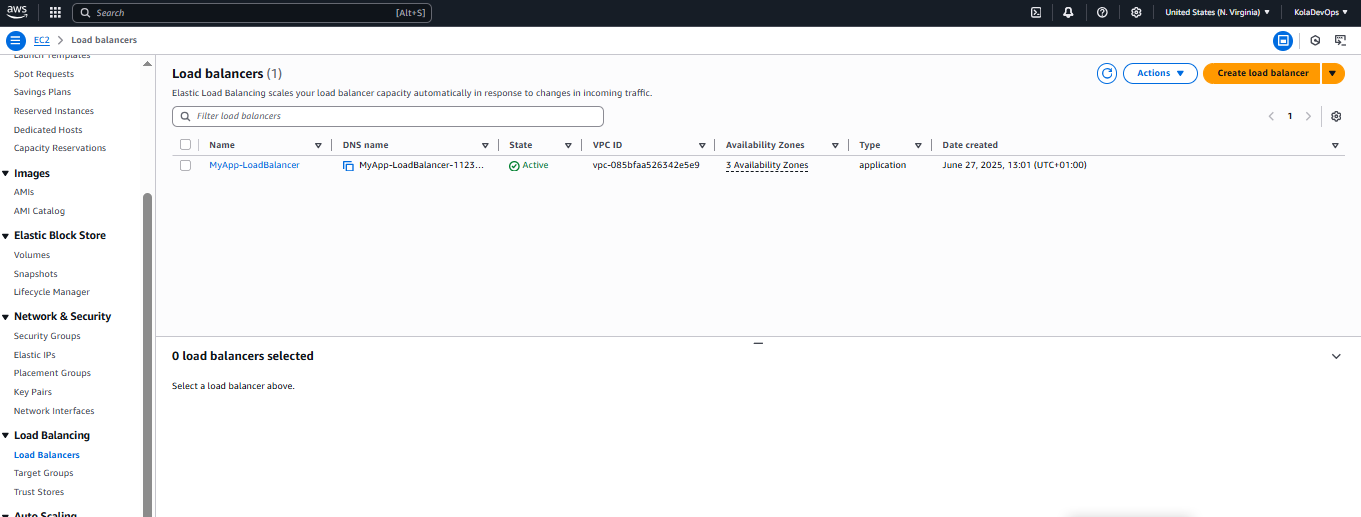 aws
Search [Alt+S]
United States (N. Virginia) KolaDevOps
EC2 Load balancers
Launch Templates
Spot Requests
Savings Plans
Reserved Instances
Dedicated Hosts
Capacity Reservations
Images
AMIs
AMI Catalog
Elastic Block Store
Volumes
Snapshots
Lifecycle Manager
Network & Security
Security Groups
Elastic IPs
Placement Groups
Key Pairs
Network Interfaces
Load Balancing
Load Balancers
Target Groups
Trust Stores
Auto Scaling
Load balancers (1)
Actions
Create load balancer
Elastic Load Balancing scales your load balancer capacity automatically in response to changes in incoming traffic.
Filter load balancers
1
Name DNS name State VPC ID Availability Zones Type Date created
MyApp-LoadBalancer MyApp-LoadBalancer-1123... Active vpc-085bfaa526342e5e9 3 Availability Zones application June 27, 2025, 13:01 (UTC+01:00)
0 load balancers selected
Select a load balancer above.